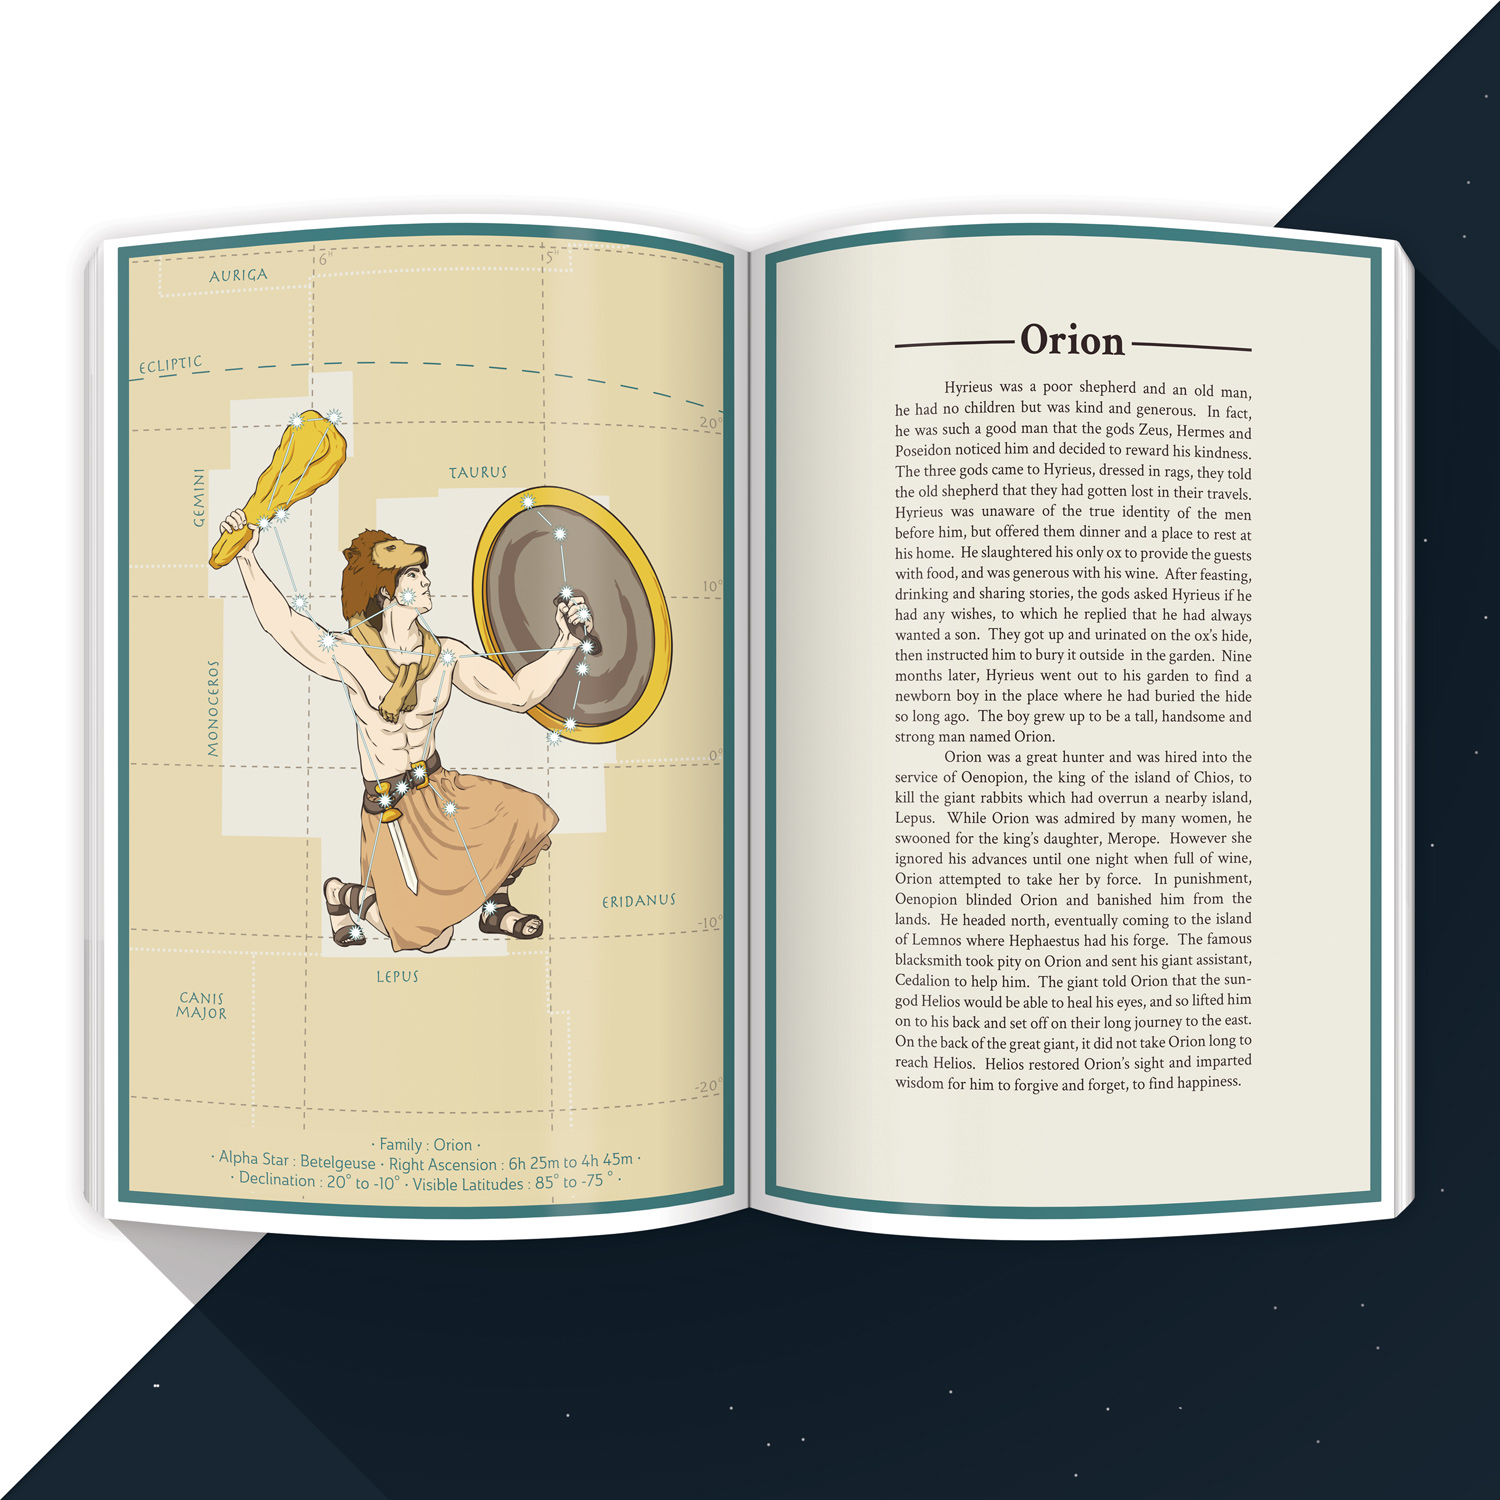 6"
5"
AURIGA
ECLIPTIC
20°
GEMINI
TAURUS
10°
MONOCEROS
0°
ERIDANUS
-10°
LEPUS
CANIS
MAJOR
-20°
· Family : Orion ·
· Alpha Star : Betelgeuse · Right Ascension : 6h 25m to 4h 45m ·
· Declination : 20° to -10° · Visible Latitudes : 85° to -75 ° ·
Orion
Hyrieus was a poor shepherd and an old man,
he had no children but was kind and generous. In fact,
he was such a good man that the gods Zeus, Hermes and
Poseidon noticed him and decided to reward his kindness.
The three gods came to Hyrieus, dressed in rags, they told
the old shepherd that they had gotten lost in their travels.
Hyrieus was unaware of the true identity of the men
before him, but offered them dinner and a place to rest at
his home. He slaughtered his only ox to provide the guests
with food, and was generous with his wine. After feasting,
drinking and sharing stories, the gods asked Hyrieus if he
had any wishes, to which he replied that he had always
wanted a son. They got up and urinated on the ox's hide,
then instructed him to bury it outside in the garden. Nine
months later, Hyrieus went out to his garden to find a
newborn boy in the place where he had buried the hide
so long ago. The boy grew up to be a tall, handsome and
strong man named Orion.
Orion was a great hunter and was hired into the
service of Oenopion, the king of the island of Chios, to
kill the giant rabbits which had overrun a nearby island,
Lepus. While Orion was admired by many women, he
swooned for the king's daughter, Merope. However she
ignored his advances until one night when full of wine,
Orion attempted to take her by force. In punishment,
Oenopion blinded Orion and banished him from the
lands. He headed north, eventually coming to the island
of Lemnos where Hephaestus had his forge. The famous
blacksmith took pity on Orion and sent his giant assistant,
Cedalion to help him. The giant told Orion that the sun-
god Helios would be able to heal his eyes, and so lifted him
on to his back and set off on their long journey to the east.
On the back of the great giant, it did not take Orion long to
reach Helios. Helios restored Orion's sight and imparted
wisdom for him to forgive and forget, to find happiness.